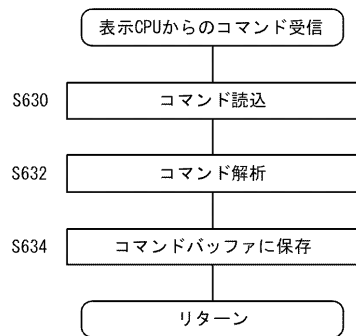 表示CPUからのコマンド受信
S630 コマンド読込
S632 コマンド解析
S634 コマンドバッファに保存
リターン